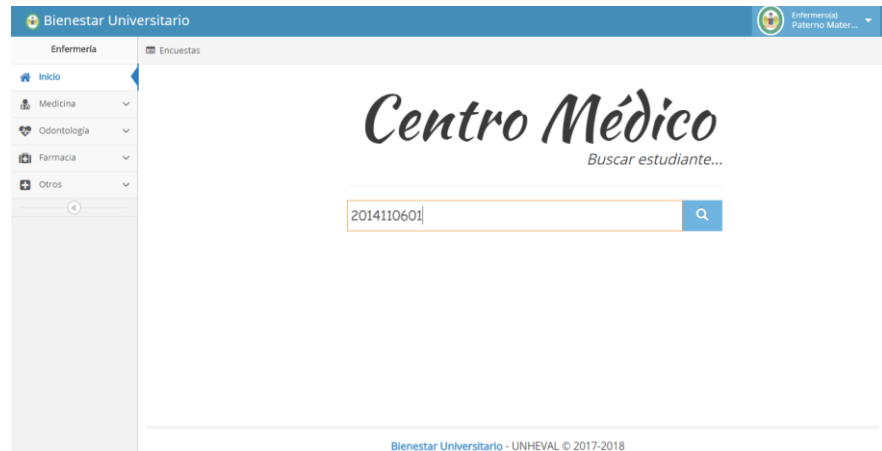 Bienestar Universitario
Enfermero(a)
Paterno Mater...
Enfermería
Encuestas
Inicio
Medicina
Odontología
Farmacia
Otros
Centro Médico
Buscar estudiante...
2014110601
Bienestar Universitario - UNHEVAL © 2017-2018